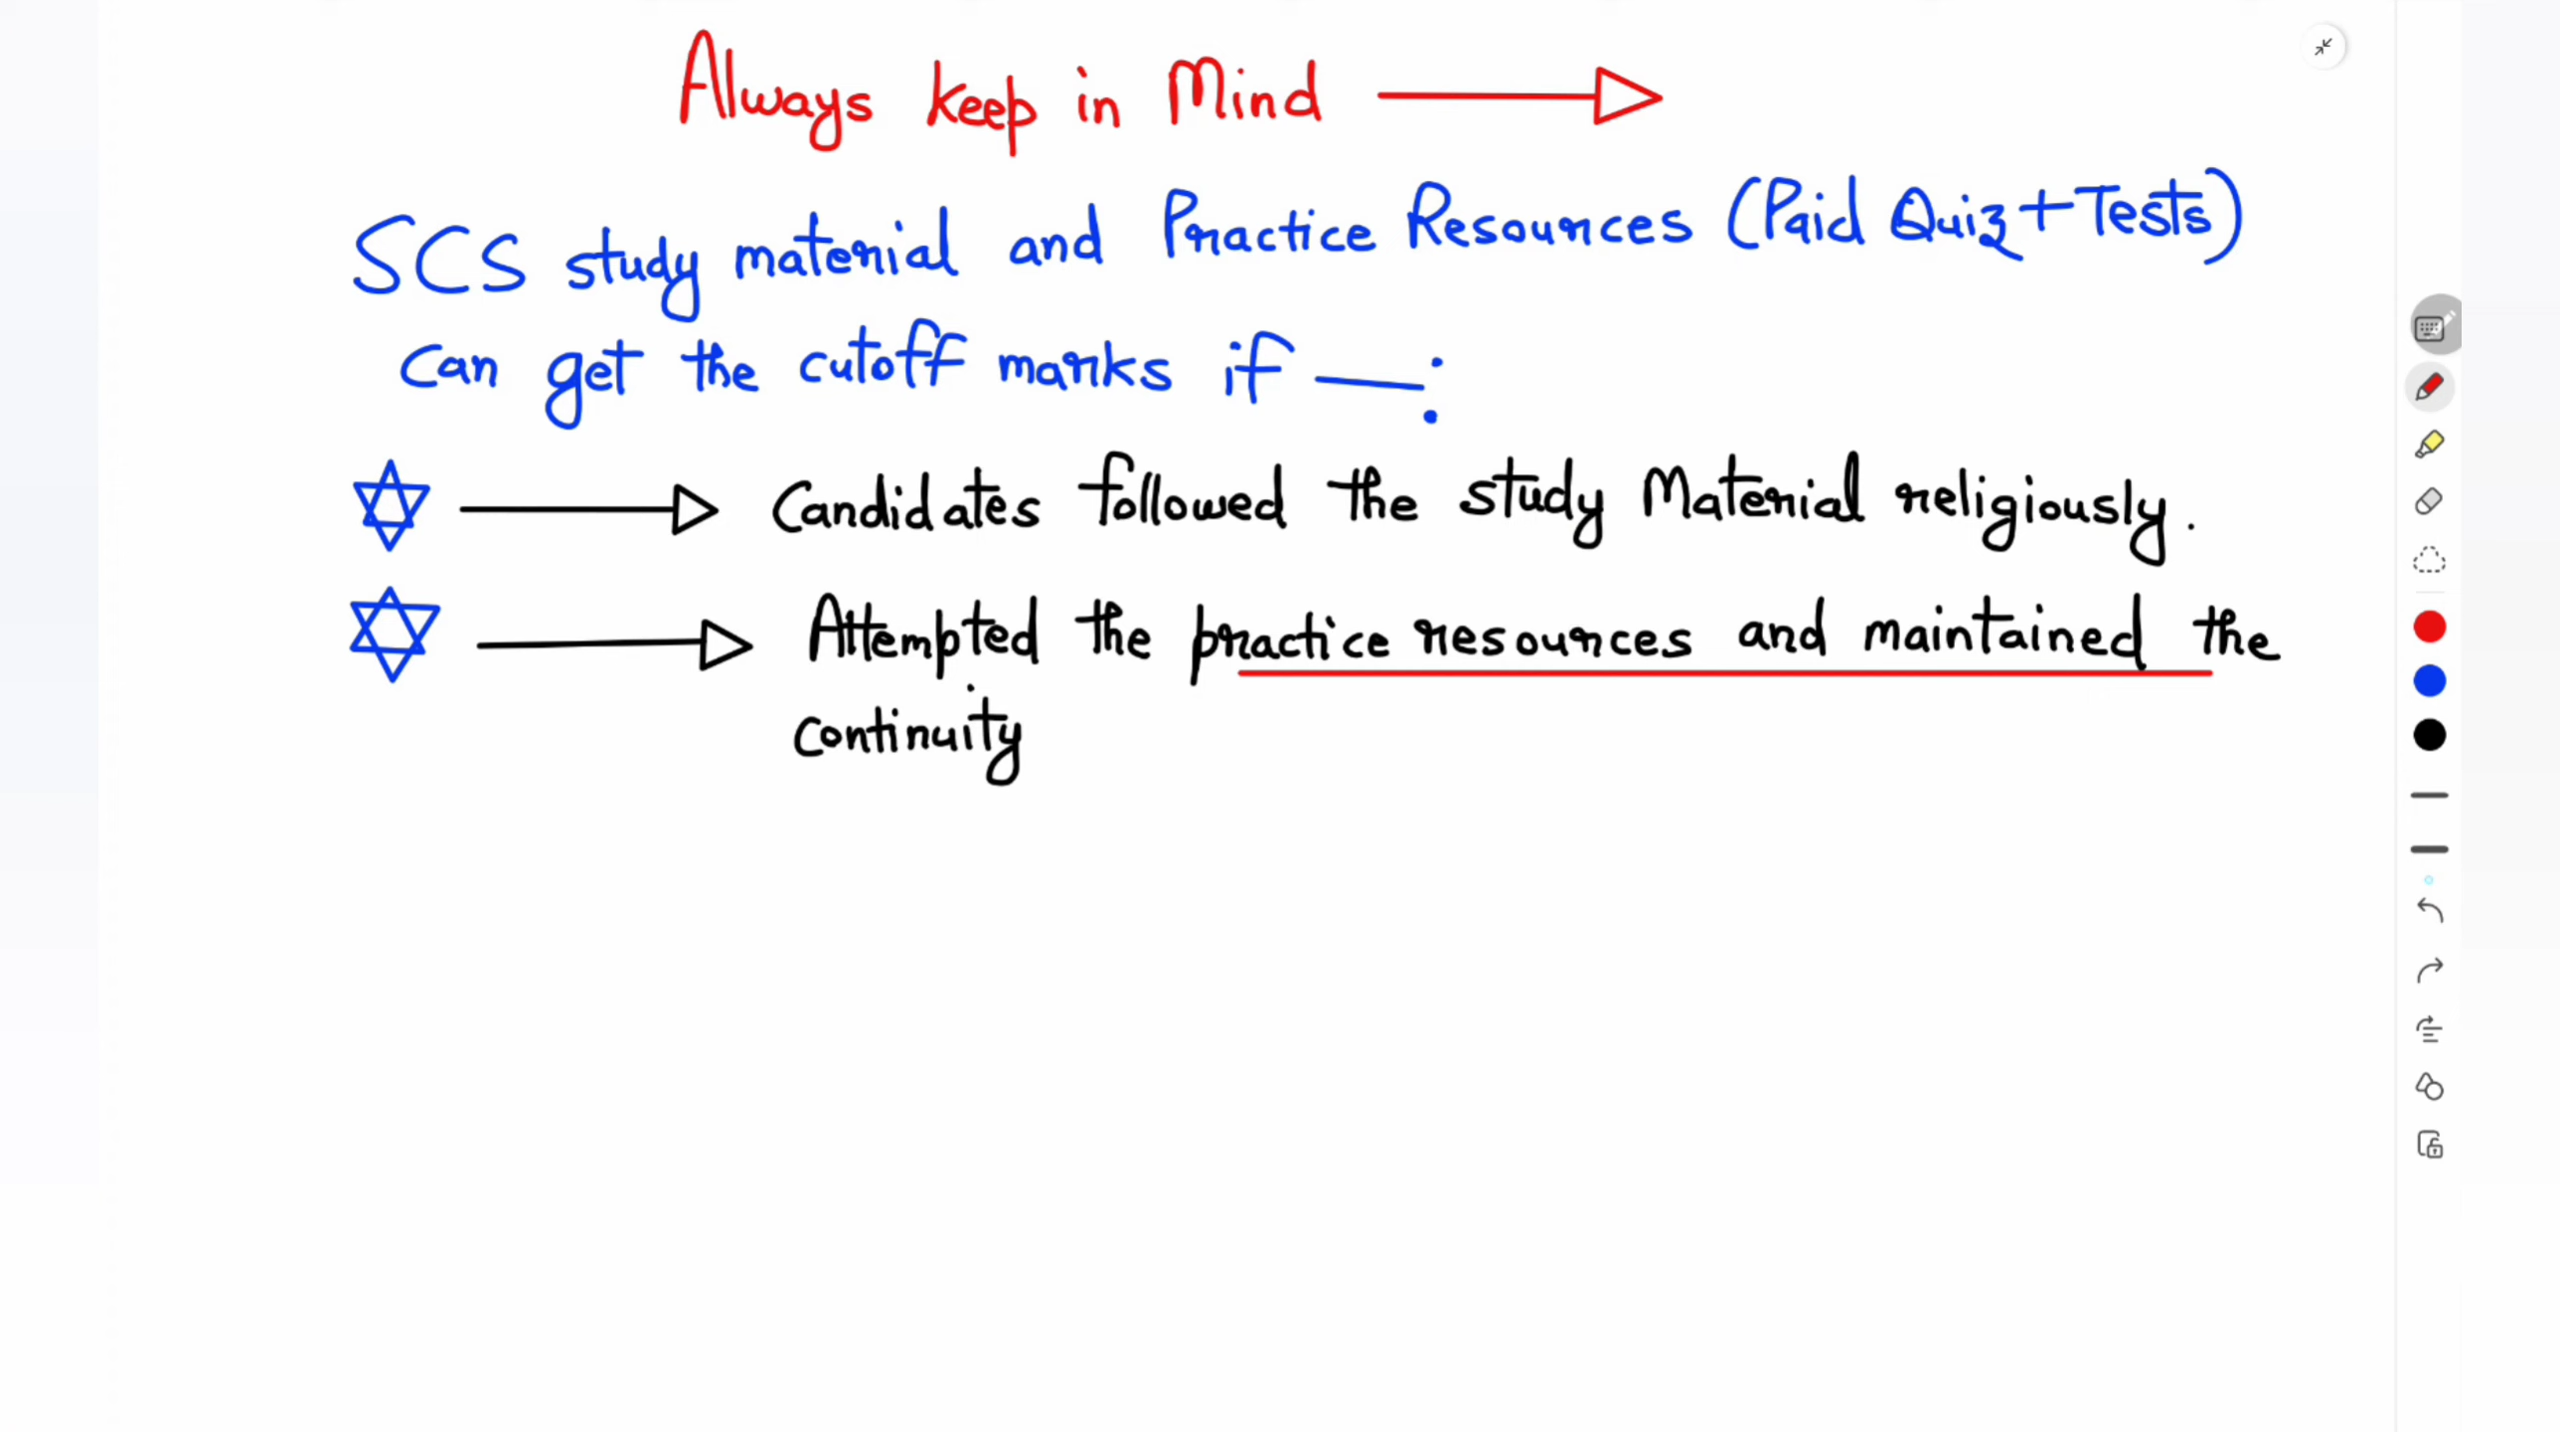 Always keep in Mind
SCS study material and Practice Resources (Paid Quiz+Tests)
can get the cutoff marks if —:
Candidates followed the study Material religiously.
Attempted the practice resources and maintained the
continuity